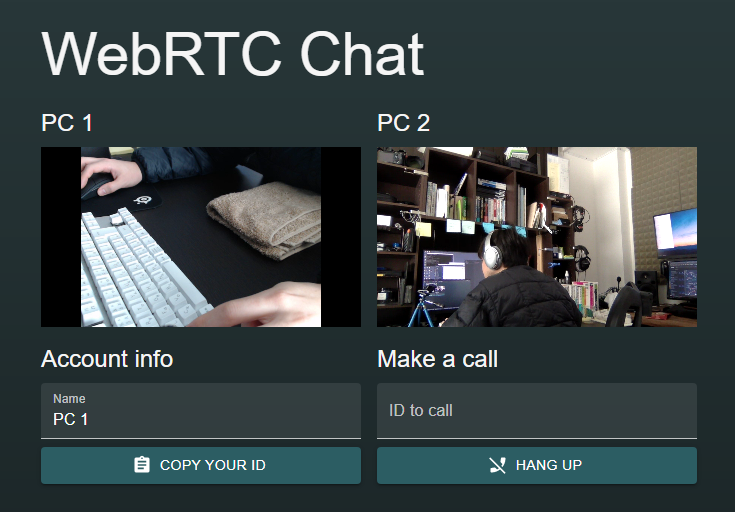 WebRTC Chat
PC 1
PC 2
Account info
Make a call
Name
PC 1
ID to call
COPY YOUR ID
HANG UP